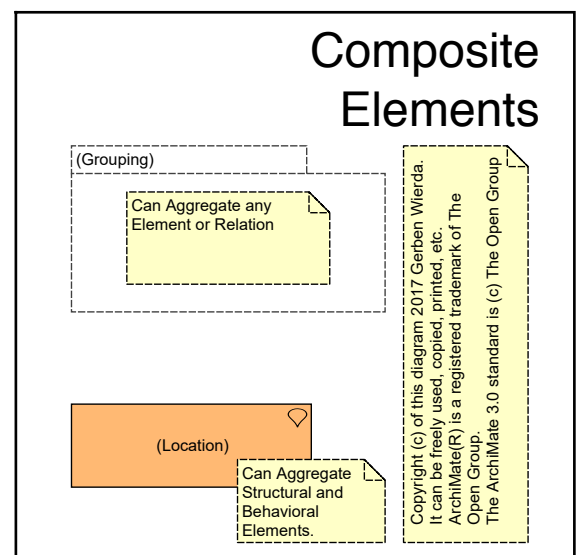 Composite
Elements
(Grouping)
Can Aggregate any
Element or Relation
(Location)
Can Aggregate
Structural and
Behavioral
Elements.
Copyright (c) of this diagram 2017 Gerben Wierda.
It can be freely used, copied, printed, etc.
ArchiMate(R) is a registered trademark of The
Open Group.
The ArchiMate 3.0 standard is (c) The Open Group